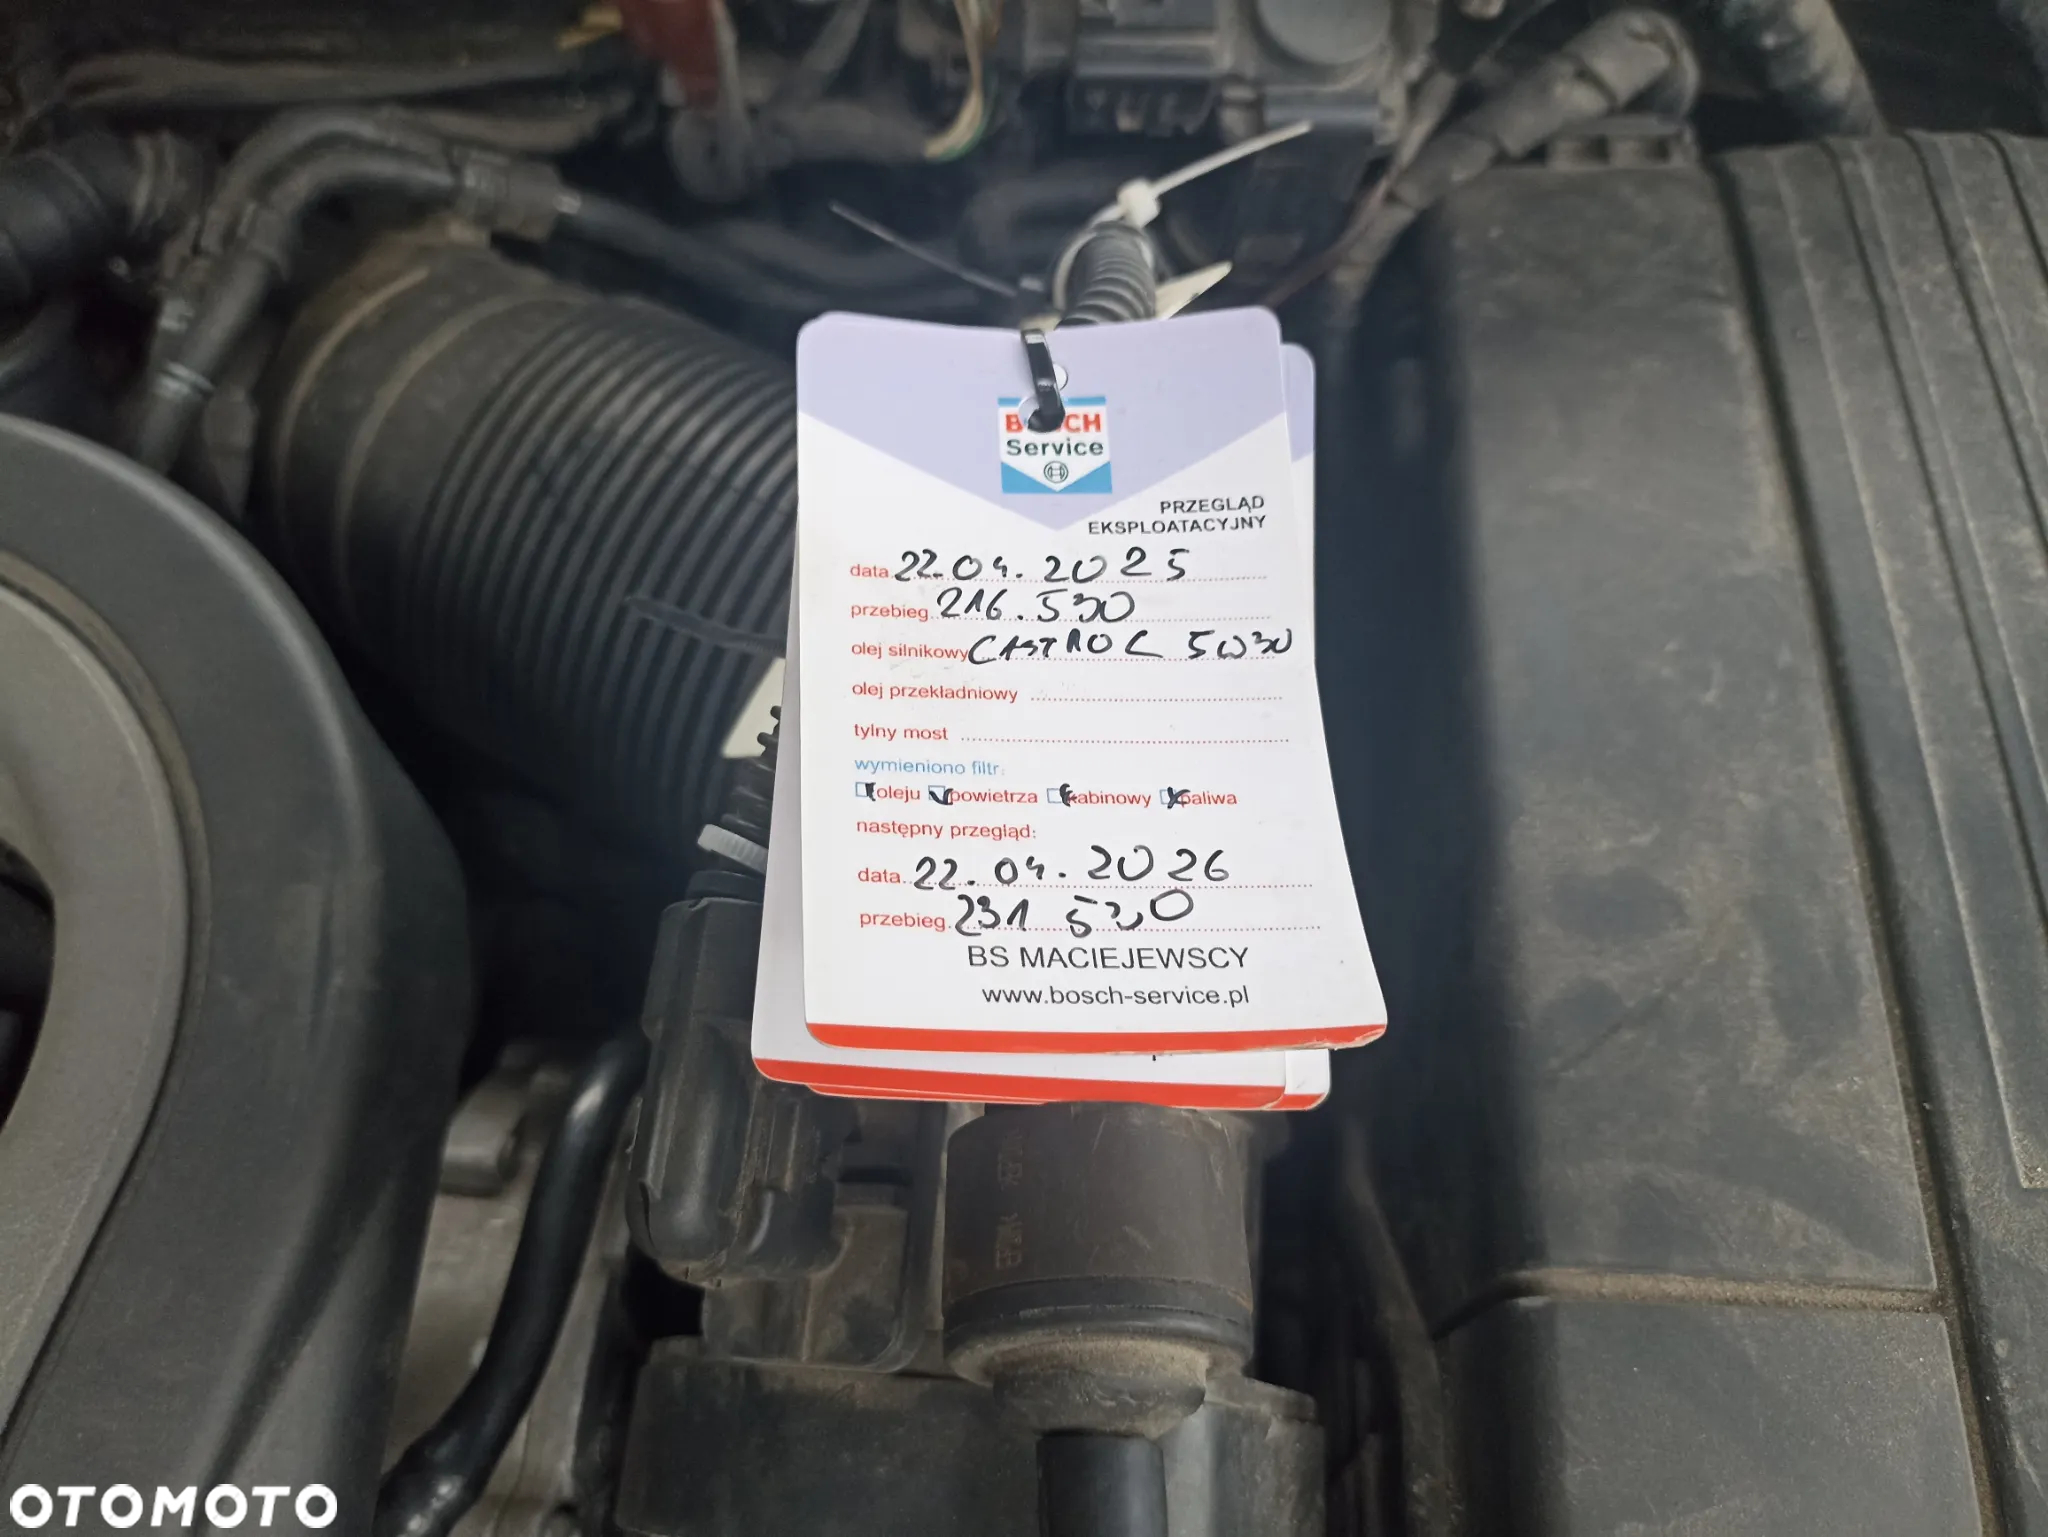 BOSCH
Service
PRZEGLĄD
EKSPLOATACYJNY
data 22.04.2025
przebieg 216.530
olej silnikowy CASTROL 5W30
olej przekładniowy
tylny most
wymieniono filtr:
oleju powietrza kabinowy paliwa
następny przegląd:
data 22.04.2026
przebieg 231 530
BS MACIEJEWSCY
www.bosch-service.pl
OTOMOTO